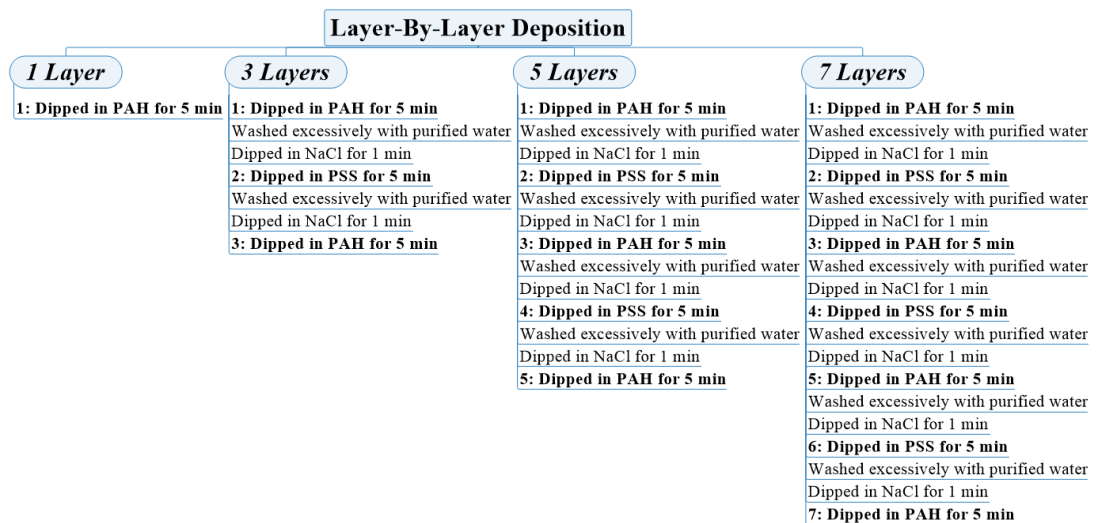 Layer-By-Layer Deposition
1 Layer
1: Dipped in PAH for 5 min
3 Layers
1: Dipped in PAH for 5 min
Washed excessively with purified water
Dipped in NaCl for 1 min
2: Dipped in PSS for 5 min
Washed excessively with purified water
Dipped in NaCl for 1 min
3: Dipped in PAH for 5 min
5 Layers
1: Dipped in PAH for 5 min
Washed excessively with purified water
Dipped in NaCl for 1 min
2: Dipped in PSS for 5 min
Washed excessively with purified water
Dipped in NaCl for 1 min
3: Dipped in PAH for 5 min
Washed excessively with purified water
Dipped in NaCl for 1 min
4: Dipped in PSS for 5 min
Washed excessively with purified water
Dipped in NaCl for 1 min
5: Dipped in PAH for 5 min
7 Layers
1: Dipped in PAH for 5 min
Washed excessively with purified water
Dipped in NaCl for 1 min
2: Dipped in PSS for 5 min
Washed excessively with purified water
Dipped in NaCl for 1 min
3: Dipped in PAH for 5 min
Washed excessively with purified water
Dipped in NaCl for 1 min
4: Dipped in PSS for 5 min
Washed excessively with purified water
Dipped in NaCl for 1 min
5: Dipped in PAH for 5 min
Washed excessively with purified water
Dipped in NaCl for 1 min
6: Dipped in PSS for 5 min
Washed excessively with purified water
Dipped in NaCl for 1 min
7: Dipped in PAH for 5 min